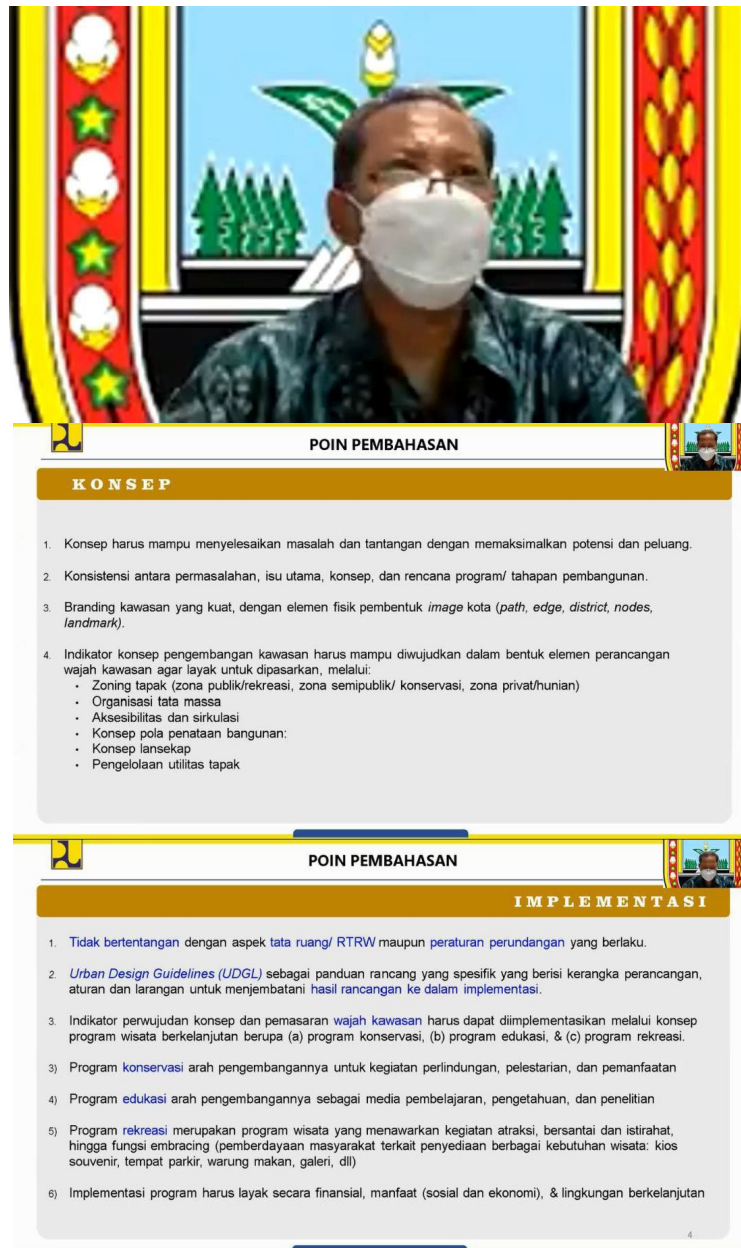 POIN PEMBAHASAN
KONSEP
1. Konsep harus mampu menyelesaikan masalah dan tantangan dengan memaksimalkan potensi dan peluang.
2. Konsistensi antara permasalahan, isu utama, konsep, dan rencana program/ tahapan pembangunan.
3. Branding kawasan yang kuat, dengan elemen fisik pembentuk image kota (path, edge, district, nodes,
landmark).
4. Indikator konsep pengembangan kawasan harus mampu diwujudkan dalam bentuk elemen perancangan
wajah kawasan agar layak untuk dipasarkan, melalui:
• Zoning tapak (zona publik/rekreasi, zona semipublik/ konservasi, zona privat/hunian)
• Organisasi tata massa
• Aksesibilitas dan sirkulasi
• Konsep pola penataan bangunan:
• Konsep lansekap
• Pengelolaan utilitas tapak
POIN PEMBAHASAN
IMPLEMENTASI
1. Tidak bertentangan dengan aspek tata ruang/ RTRW maupun peraturan perundangan yang berlaku.
2. Urban Design Guidelines (UDGL) sebagai panduan rancang yang spesifik yang berisi kerangka perancangan,
aturan dan larangan untuk menjembatani hasil rancangan ke dalam implementasi.
3. Indikator perwujudan konsep dan pemasaran wajah kawasan harus dapat diimplementasikan melalui konsep
program wisata berkelanjutan berupa (a) program konservasi, (b) program edukasi, & (c) program rekreasi.
3) Program konservasi arah pengembangannya untuk kegiatan perlindungan, pelestarian, dan pemanfaatan
4) Program edukasi arah pengembangannya sebagai media pembelajaran, pengetahuan, dan penelitian
5) Program rekreasi merupakan program wisata yang menawarkan kegiatan atraksi, bersantai dan istirahat,
hingga fungsi embracing (pemberdayaan masyarakat terkait penyediaan berbagai kebutuhan wisata: kios
souvenir, tempat parkir, warung makan, galeri, dll)
6) Implementasi program harus layak secara finansial, manfaat (sosial dan ekonomi), & lingkungan berkelanjutan
4